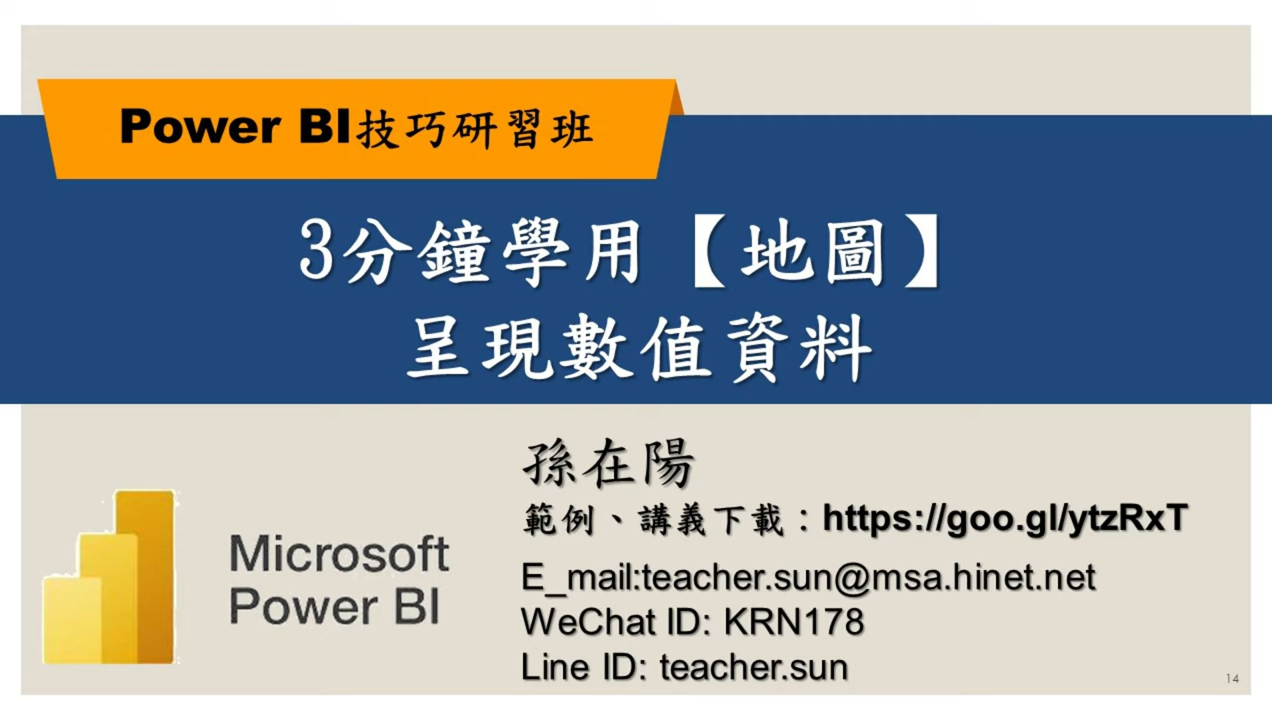 Power BI技巧研習班
3分鐘學用【地圖】
呈現數值資料
孫在陽
範例、講義下載：https://goo.gl/ytzRxT
E_mail:teacher.sun@msa.hinet.net
WeChat ID: KRN178
Line ID: teacher.sun
Microsoft
Power BI
14